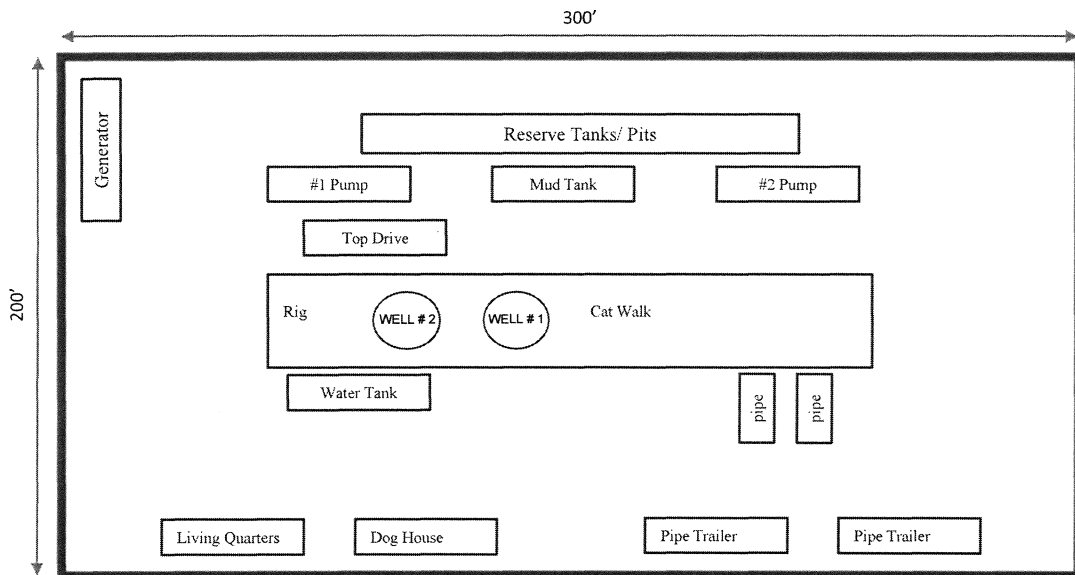 300’
200’
Generator
Reserve Tanks/ Pits
#1 Pump
Mud Tank
#2 Pump
Top Drive
Rig
WELL # 2
WELL # 1
Cat Walk
Water Tank
pipe
pipe
Living Quarters
Dog House
Pipe Trailer
Pipe Trailer